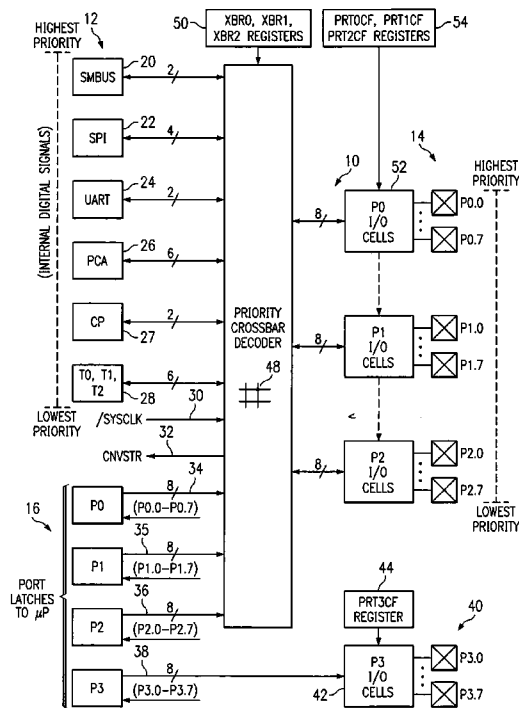 50
XBR0, XBR1,
XBR2 REGISTERS
PRT0CF, PRT1CF
PRT2CF REGISTERS
54
HIGHEST
PRIORITY
12
20
SMBUS
2
22
SPI
4
24
UART
2
26
PCA
6
CP
27
2
T0, T1,
T2
28
6
(INTERNAL DIGITAL SIGNALS)
LOWEST
PRIORITY
/SYSCLK
30
32
CNVSTR
PRIORITY
CROSSBAR
DECODER
48
10
52
14
HIGHEST
PRIORITY
8
P0
I/O
CELLS
P0.0
P0.7
8
P1
I/O
CELLS
P1.0
P1.7
8
P2
I/O
CELLS
P2.0
P2.7
LOWEST
PRIORITY
16
PORT
LATCHES
TO μP
P0
8
34
(P0.0–P0.7)
P1
35
8
(P1.0–P1.7)
P2
36
8
(P2.0–P2.7)
P3
38
8
(P3.0–P3.7)
44
PRT3CF
REGISTER
40
42
P3
I/O
CELLS
P3.0
P3.7